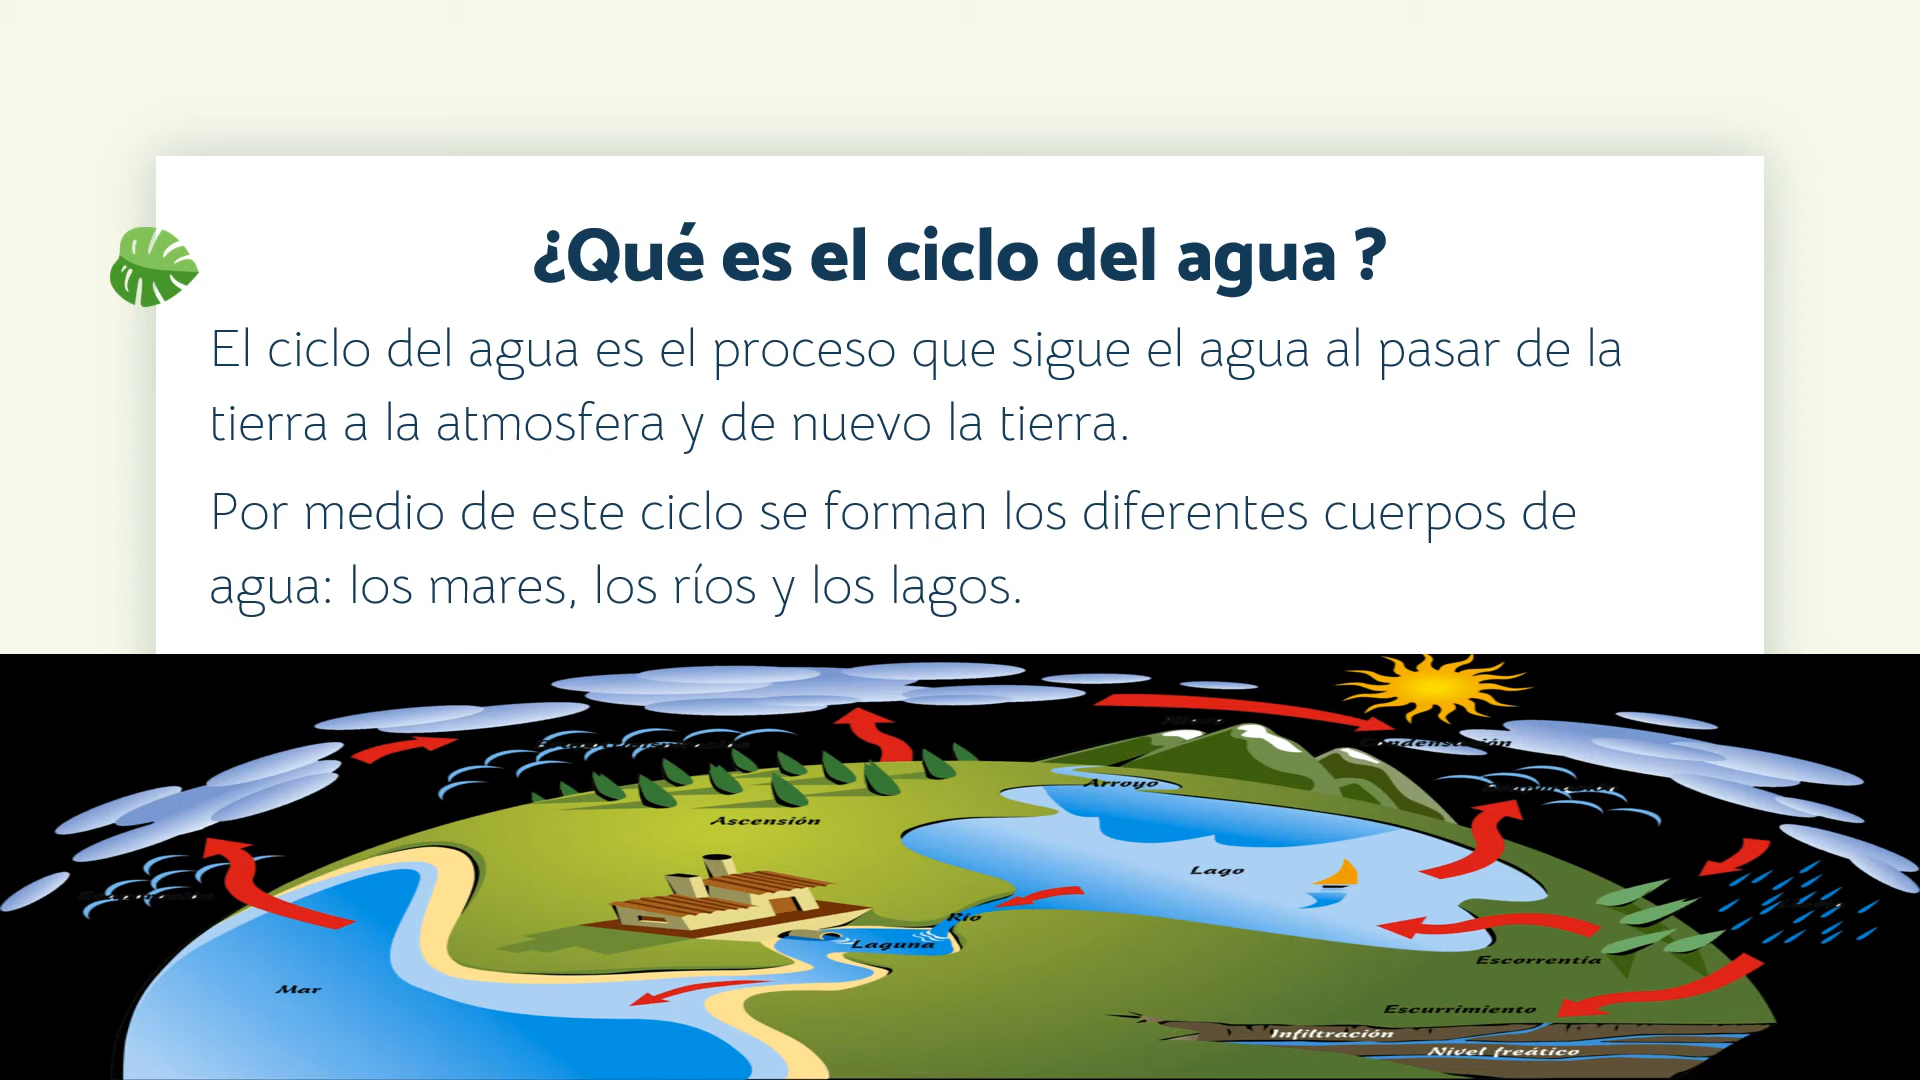 ¿Qué es el ciclo del agua ?
El ciclo del agua es el proceso que sigue el agua al pasar de la
tierra a la atmosfera y de nuevo la tierra.
Por medio de este ciclo se forman los diferentes cuerpos de
agua: los mares, los ríos y los lagos.
Condensación
Arroyo
Ascensión
Lago
Río
Laguna
Escorrentía
Mar
Escurrimiento
Infiltración
Nivel freático